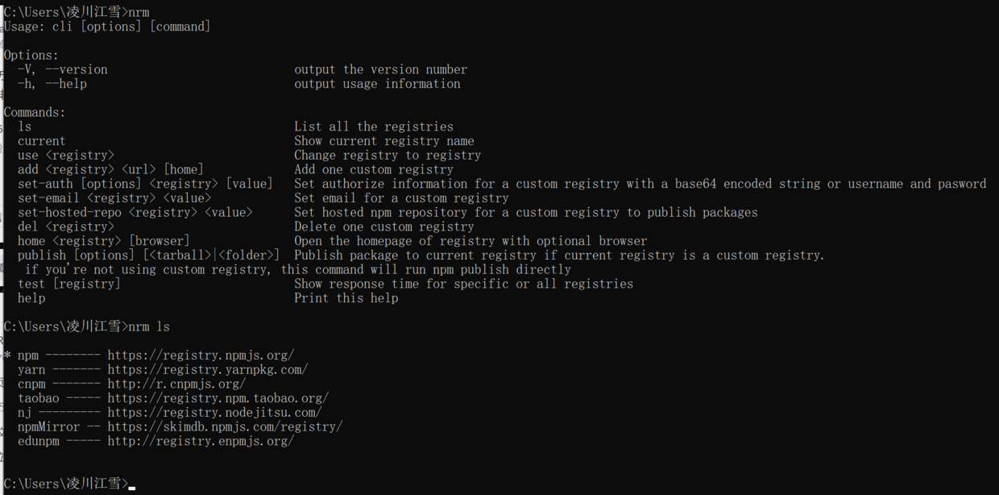 C:\Users\凌川江雪>nrm
Usage: cli [options] [command]
Options:
-V, --version output the version number
-h, --help output usage information
Commands:
ls List all the registries
current Show current registry name
use <registry> Change registry to registry
add <registry> <url> [home] Add one custom registry
set-auth [options] <registry> [value] Set authorize information for a custom registry with a base64 encoded string or username and pasword
set-email <registry> <value> Set email for a custom registry
set-hosted-repo <registry> <value> Set hosted npm repository for a custom registry to publish packages
del <registry> Delete one custom registry
home <registry> [browser] Open the homepage of registry with optional browser
publish [options] [<tarball>|<folder>] Publish package to current registry if current registry is a custom registry.
if you're not using custom registry, this command will run npm publish directly
test [registry] Show response time for specific or all registries
help Print this help
C:\Users\凌川江雪>nrm ls
* npm -------- https://registry.npmjs.org/
yarn ------- https://registry.yarnpkg.com/
cnpm ------- http://r.cnpmjs.org/
taobao ----- https://registry.npm.taobao.org/
nj --------- https://registry.nodejitsu.com/
npmMirror -- https://skimdb.npmjs.com/registry/
edunpm ----- http://registry.enpmjs.org/
C:\Users\凌川江雪>